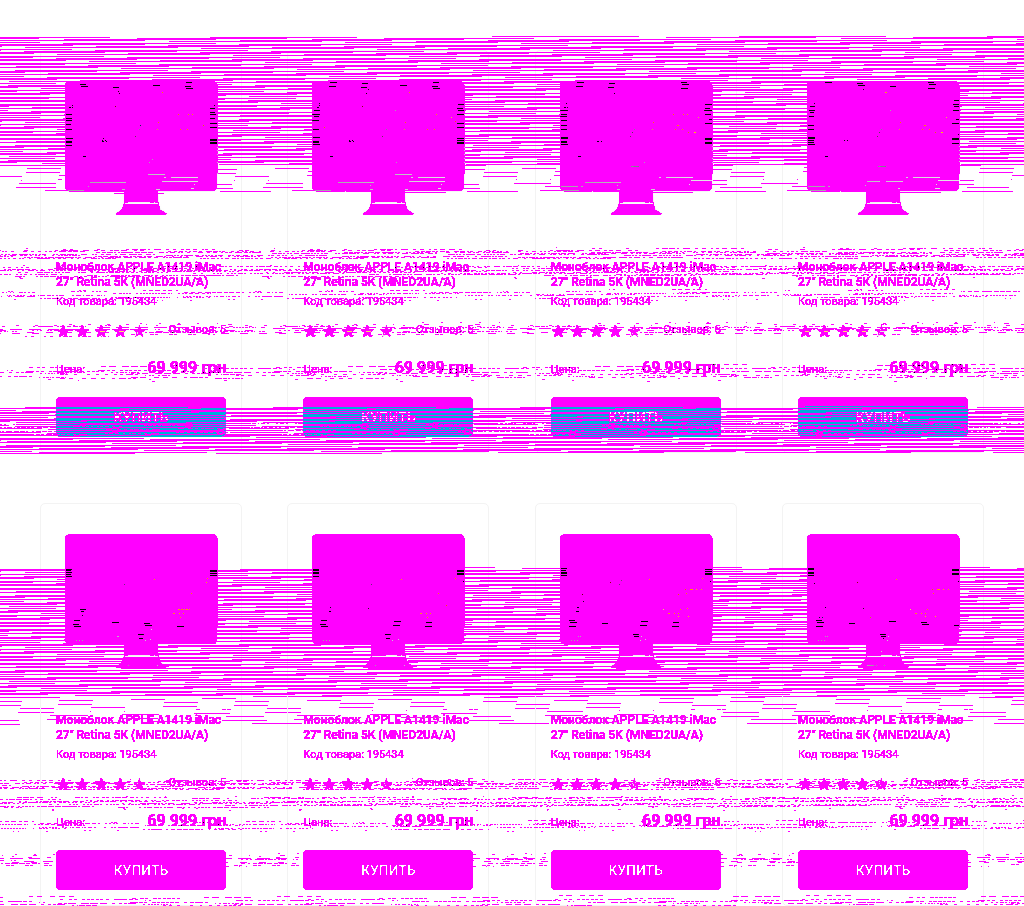 Моноблок APPLE A1419 iMac Моноблок APPLE A1419 iMac Моноблок APPLE A1419 iMac Моноблок APPLE A1419 iMac
27" Retina 5K (MNED2UA/A) 27" Retina 5K (MNED2UA/A) 27" Retina 5K (MNED2UA/A) 27" Retina 5K (MNED2UA/A)
Код товара: 195434 Код товара: 195434 Код товара: 195434 Код товара: 195434
Отзывов: 5 Отзывов: 5 Отзывов: 5 Отзывов: 5
Цена: 69 999 грн Цена: 69 999 грн Цена: 69 999 грн Цена: 69 999 грн
КУПИТЬ КУПИТЬ КУПИТЬ КУПИТЬ
Моноблок APPLE A1419 iMac Моноблок APPLE A1419 iMac Моноблок APPLE A1419 iMac Моноблок APPLE A1419 iMac
27" Retina 5K (MNED2UA/A) 27" Retina 5K (MNED2UA/A) 27" Retina 5K (MNED2UA/A) 27" Retina 5K (MNED2UA/A)
Код товара: 195434 Код товара: 195434 Код товара: 195434 Код товара: 195434
Отзывов: 5 Отзывов: 5 Отзывов: 5 Отзывов: 5
Цена: 69 999 грн Цена: 69 999 грн Цена: 69 999 грн Цена: 69 999 грн
КУПИТЬ КУПИТЬ КУПИТЬ КУПИТЬ